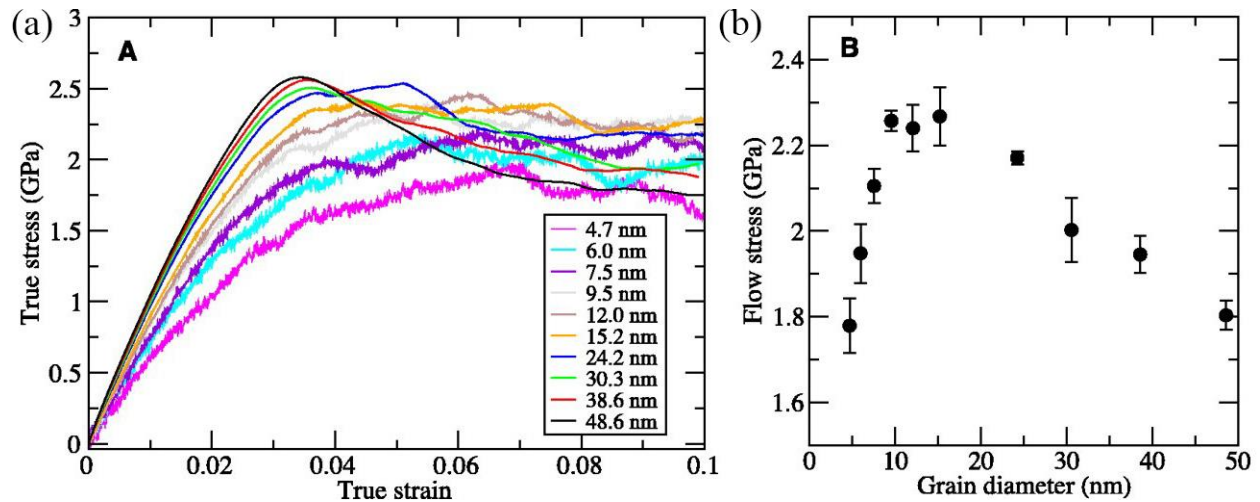 (a)
A
3
2.5
2
1.5
1
0.5
0
True stress (GPa)
0 0.02 0.04 0.06 0.08 0.1
True strain
4.7 nm
6.0 nm
7.5 nm
9.5 nm
12.0 nm
15.2 nm
24.2 nm
30.3 nm
38.6 nm
48.6 nm
(b)
B
2.4
2.2
2
1.8
1.6
Flow stress (GPa)
0 10 20 30 40 50
Grain diameter (nm)